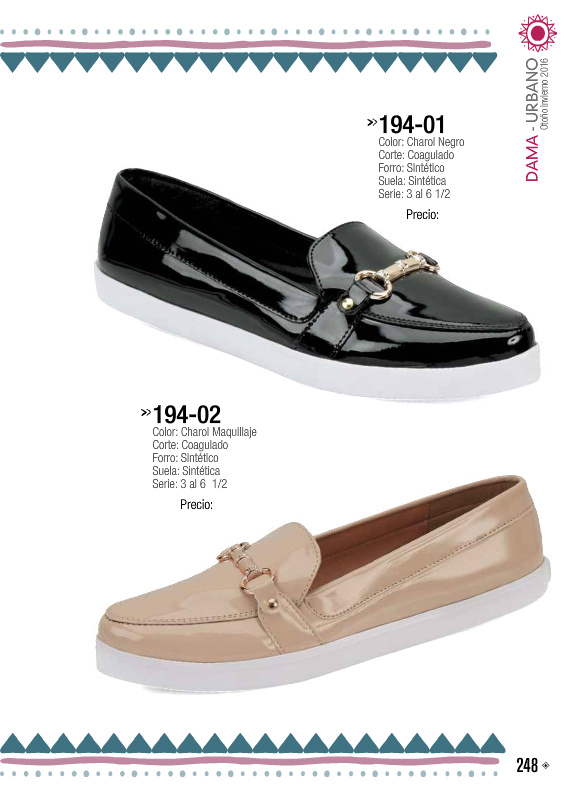 DAMA - URBANO
Otoño Invierno 2016
194-01
Color: Charol Negro
Corte: Coagulado
Forro: Sintético
Suela: Sintética
Serie: 3 al 6 1/2
Precio:
194-02
Color: Charol Maquillaje
Corte: Coagulado
Forro: Sintético
Suela: Sintética
Serie: 3 al 6 1/2
Precio:
248